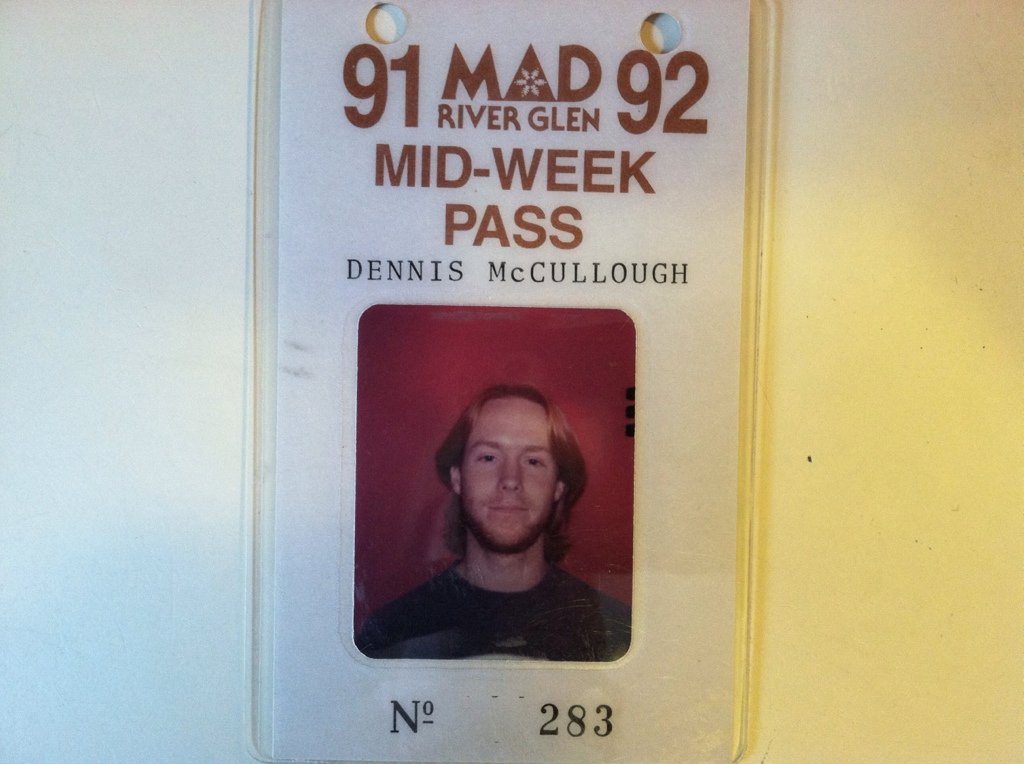 91 MAD 92
RIVER GLEN
MID-WEEK
PASS
DENNIS McCULLOUGH
Nº 283